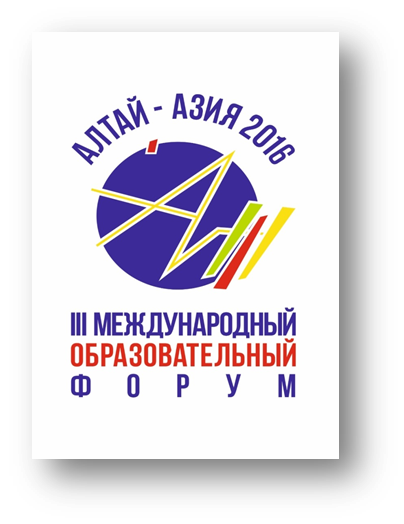 АЛТАЙ - АЗИЯ 2016
III МЕЖДУНАРОДНЫЙ
ОБРАЗОВАТЕЛЬНЫЙ
ФОРУМ